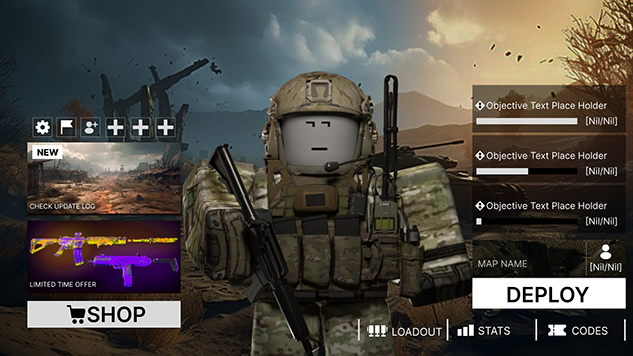 NEW
CHECK UPDATE LOG
LIMITED TIME OFFER
SHOP
Objective Text Place Holder
[Nil/Nil]
Objective Text Place Holder
[Nil/Nil]
Objective Text Place Holder
[Nil/Nil]
MAP NAME
[Nil/Nil]
DEPLOY
LOADOUT
STATS
CODES